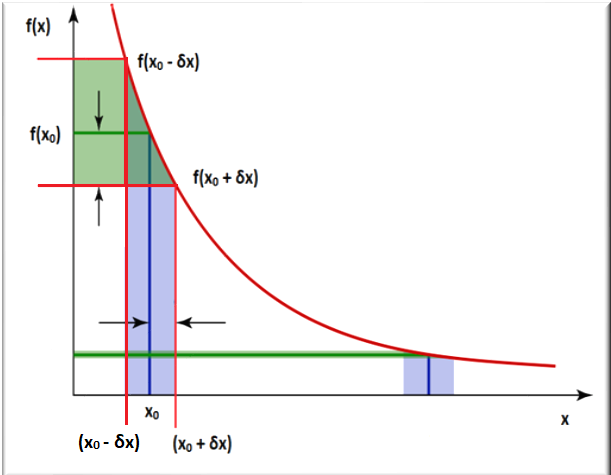 f(x)
f(x₀ - δx)
f(x₀)
f(x₀ + δx)
x₀
x
(x₀ - δx)
(x₀ + δx)